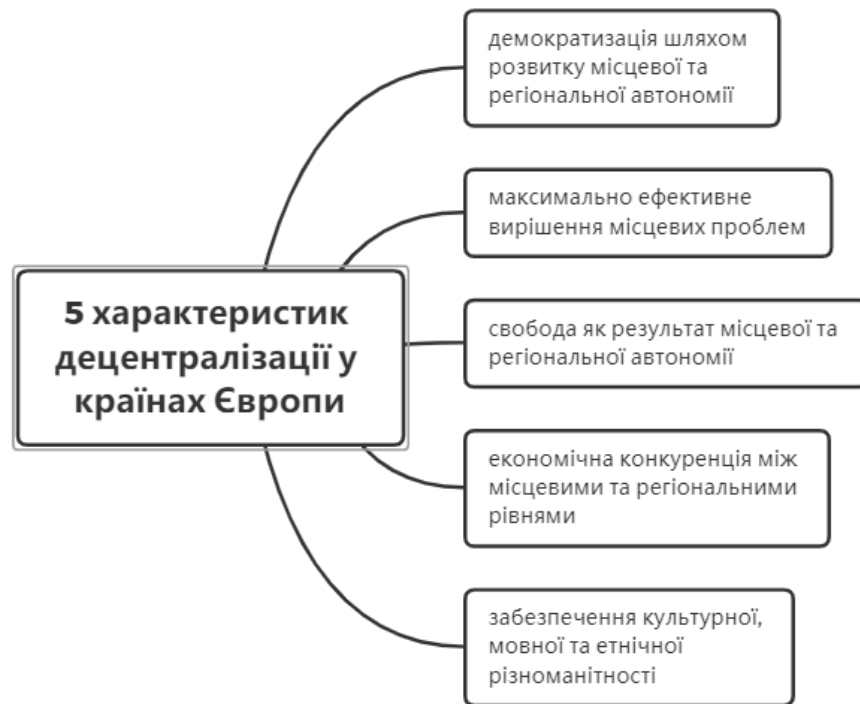 демократизація шляхом
розвитку місцевої та
регіональної автономії
максимально ефективне
вирішення місцевих проблем
5 характеристик
децентралізації у
країнах Європи
свобода як результат місцевої та
регіональної автономії
економічна конкуренція між
місцевими та регіональними
рівнями
забезпечення культурної,
мовної та етнічної
різноманітності